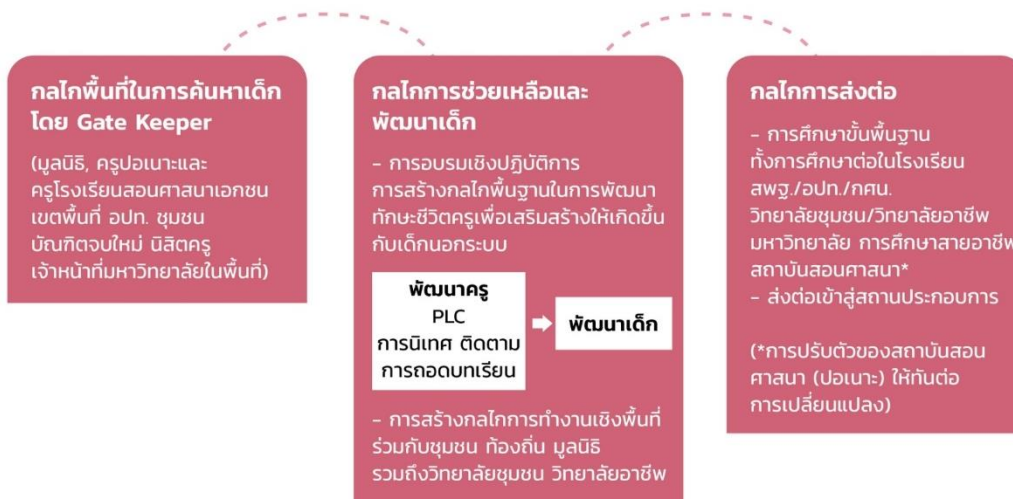 กลไกพื้นที่ในการค้นหาเด็ก
โดย Gate Keeper
(มูลนิธิ, ครูปอเนาะและ
ครูโรงเรียนสอนศาสนาเอกชน
เขตพื้นที่ อปท. ชุมชน
บัณฑิตจบใหม่ นิสิตครู
เจ้าหน้าที่มหาวิทยาลัยในพื้นที่)
กลไกการช่วยเหลือและ
พัฒนาเด็ก
- การอบรมเชิงปฏิบัติการ
การสร้างกลไกพื้นฐานในการพัฒนา
ทักษะชีวิตครูเพื่อเสริมสร้างให้เกิดขึ้น
กับเด็กนอกระบบ
พัฒนาครู
PLC
การนิเทศ ติดตาม
การถอดบทเรียน
พัฒนาเด็ก
- การสร้างกลไกการทำงานเชิงพื้นที่
ร่วมกับชุมชน ท้องถิ่น มูลนิธิ
รวมถึงวิทยาลัยชุมชน วิทยาลัยอาชีพ
กลไกการส่งต่อ
- การศึกษาขั้นพื้นฐาน
ทั้งการศึกษาต่อในโรงเรียน
สพฐ./อปท./กศน.
วิทยาลัยชุมชน/วิทยาลัยอาชีพ
มหาวิทยาลัย การศึกษาสายอาชีพ
สถาบันสอนศาสนา*
- ส่งต่อเข้าสู่สถานประกอบการ
(*การปรับตัวของสถาบันสอน
ศาสนา (ปอเนาะ) ให้ทันต่อ
การเปลี่ยนแปลง)